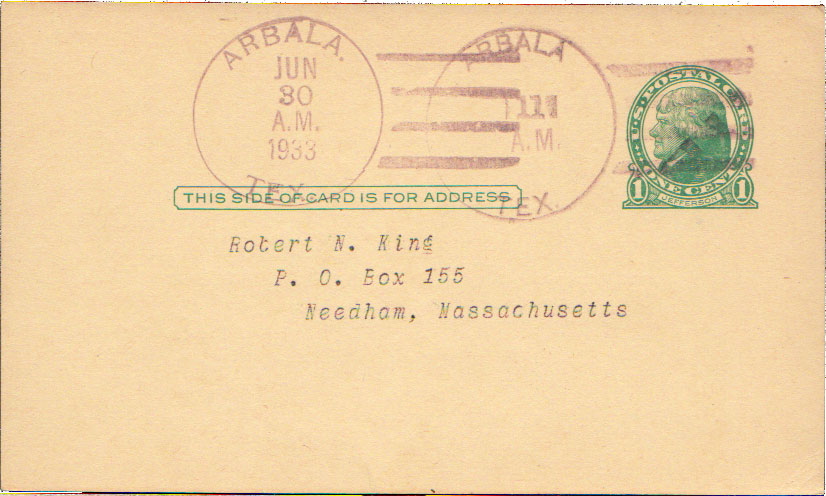 ARBALA.
JUN
30
A.M.
1933
TEX.
ARBALA
A.M.
TEX.
U.S. POSTAL CARD
ONE CENT
1 1
JEFFERSON
THIS SIDE OF CARD IS FOR ADDRESS
Robert N. King
P. O. Box 155
Needham, Massachusetts